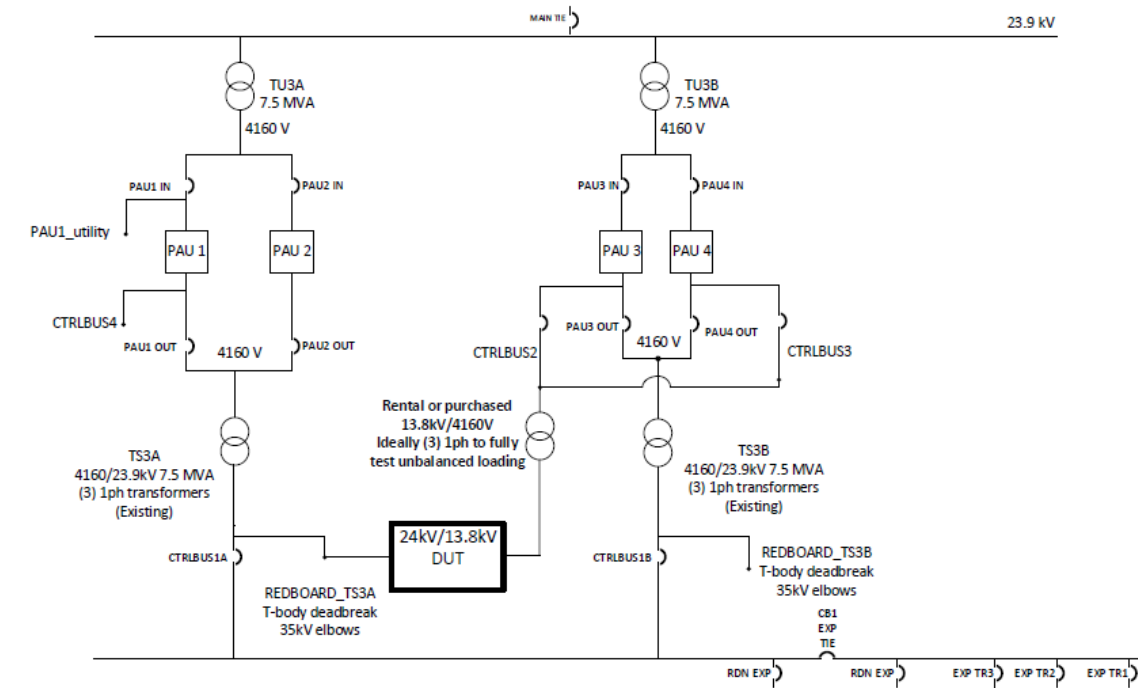 MAIN TIE
23.9 kV
TU3A
7.5 MVA
4160 V
TU3B
7.5 MVA
4160 V
PAU1 IN
PAU2 IN
PAU3 IN
PAU4 IN
PAU1_utility
PAU 1
PAU 2
PAU 3
PAU 4
CTRLBUS4
PAU1 OUT
4160 V
PAU2 OUT
PAU3 OUT
PAU4 OUT
4160 V
CTRLBUS2
CTRLBUS3
Rental or purchased
13.8kV/4160V
Ideally (3) 1ph to fully
test unbalanced loading
TS3A
4160/23.9kV 7.5 MVA
(3) 1ph transformers
(Existing)
TS3B
4160/23.9kV 7.5 MVA
(3) 1ph transformers
(Existing)
24kV/13.8kV
DUT
CTRLBUS1A
CTRLBUS1B
REDBOARD_TS3A
T-body deadbreak
35kV elbows
REDBOARD_TS3B
T-body deadbreak
35kV elbows
CB1
EXP
TIE
RDN EXP
RDN EXP
EXP TR3
EXP TR2
EXP TR1